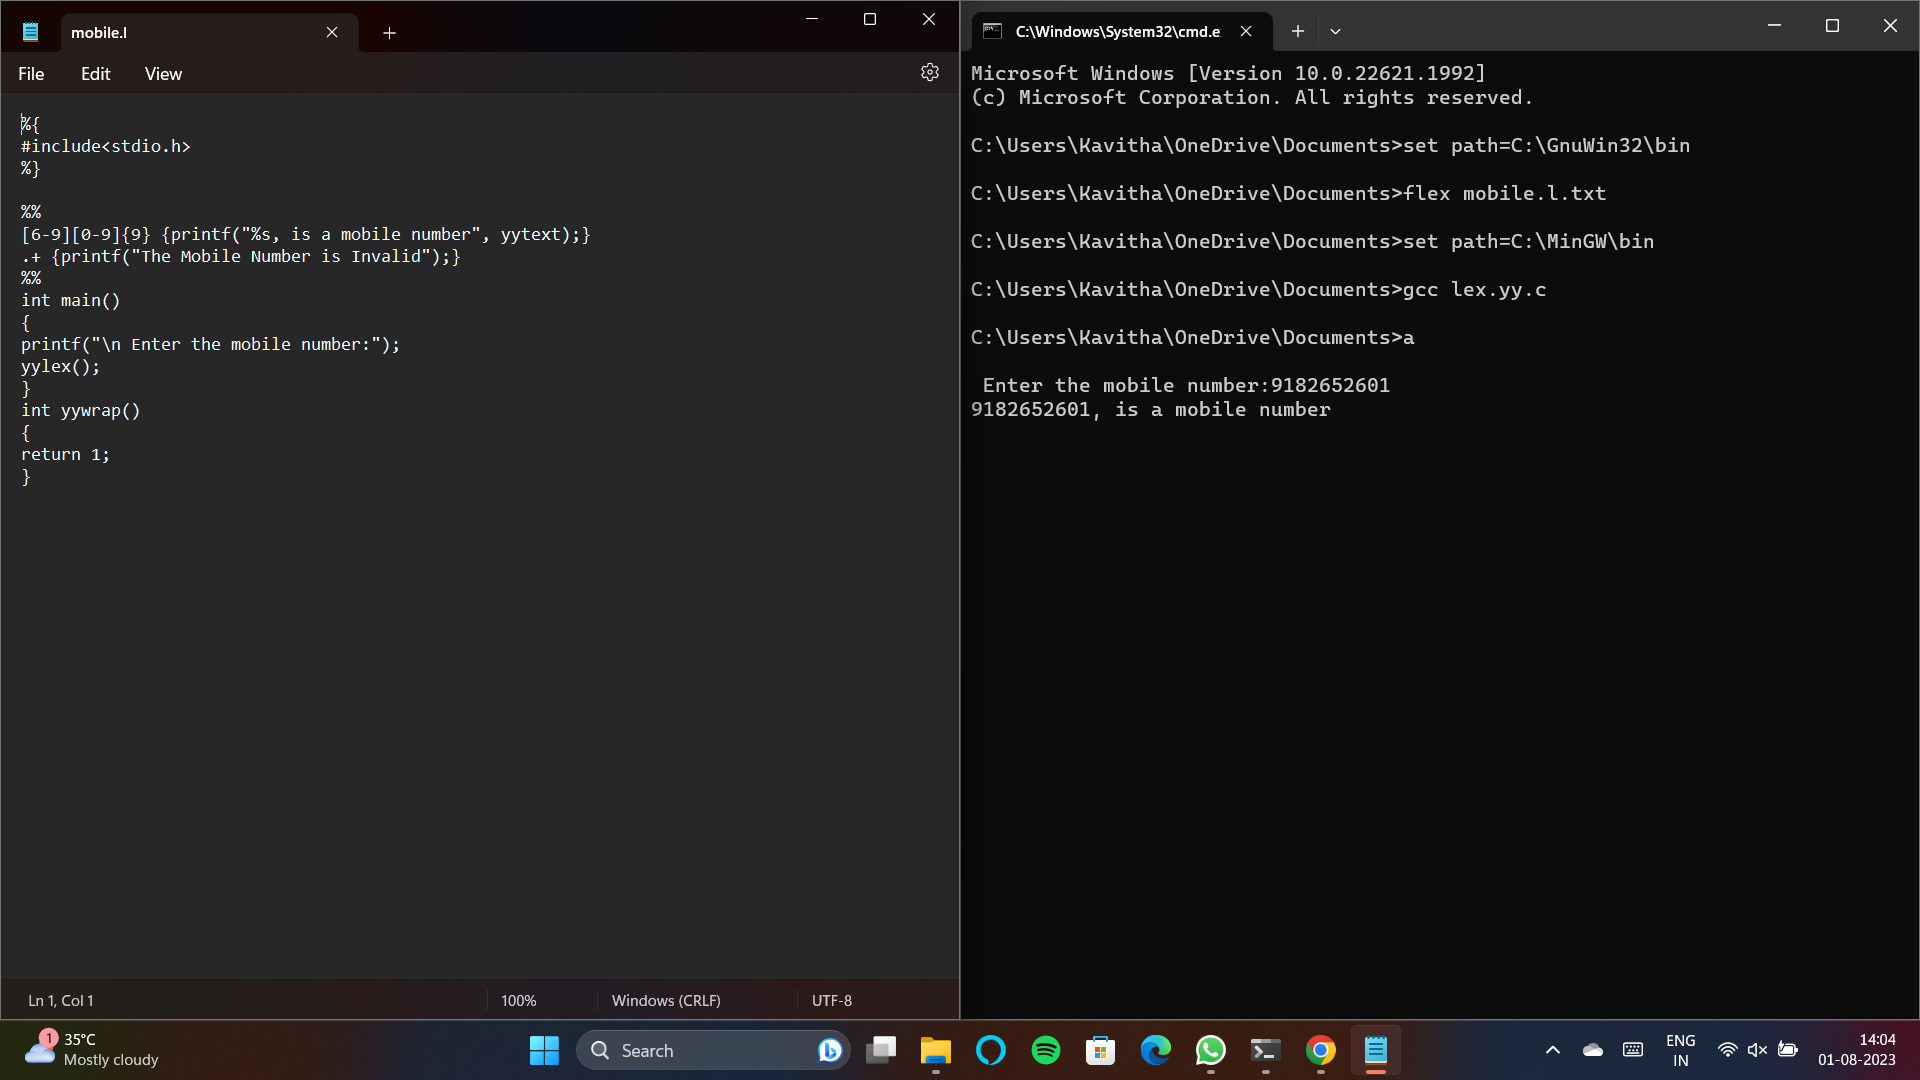 mobile.l
File Edit View
%{
#include<stdio.h>
%}
%%
[6-9][0-9]{9} {printf("%s, is a mobile number", yytext);}
.+ {printf("The Mobile Number is Invalid");}
%%
int main()
{
printf("\n Enter the mobile number:");
yylex();
}
int yywrap()
{
return 1;
}
Ln 1, Col 1 100% Windows (CRLF) UTF-8
C:\Windows\System32\cmd.e
Microsoft Windows [Version 10.0.22621.1992]
(c) Microsoft Corporation. All rights reserved.
C:\Users\Kavitha\OneDrive\Documents>set path=C:\GnuWin32\bin
C:\Users\Kavitha\OneDrive\Documents>flex mobile.l.txt
C:\Users\Kavitha\OneDrive\Documents>set path=C:\MinGW\bin
C:\Users\Kavitha\OneDrive\Documents>gcc lex.yy.c
C:\Users\Kavitha\OneDrive\Documents>a
Enter the mobile number:9182652601
9182652601, is a mobile number
1
35°C
Mostly cloudy
Search
ENG
IN
14:04
01-08-2023